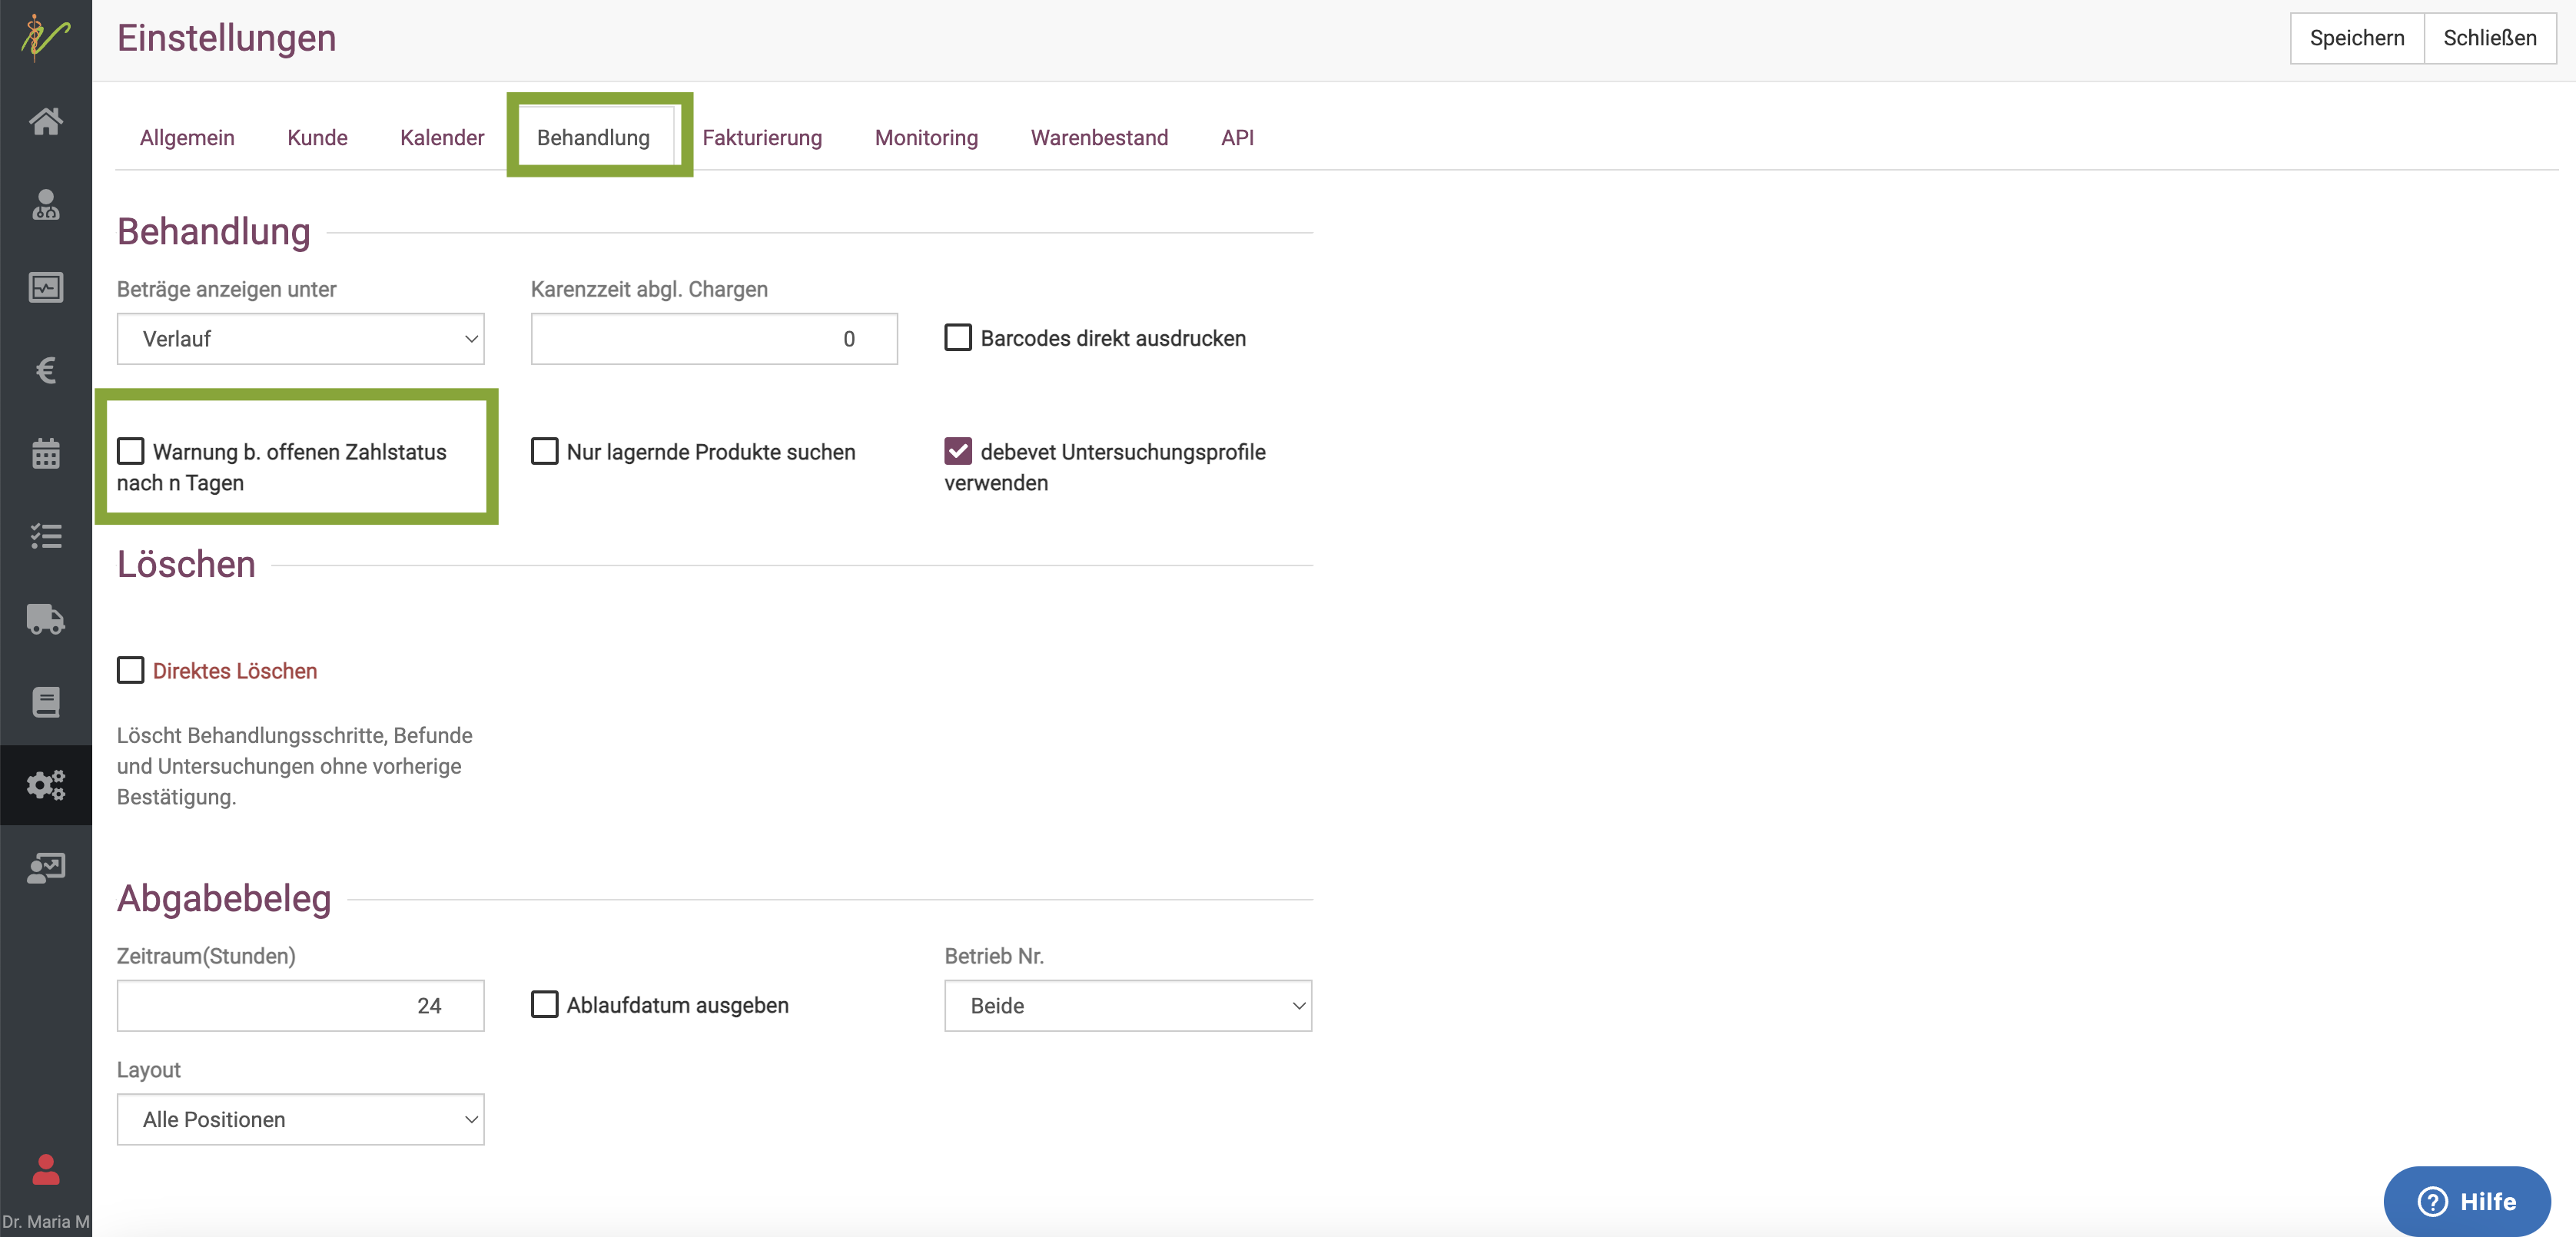 Einstellungen
Speichern
Schließen
Allgemein
Kunde
Kalender
Behandlung
Fakturierung
Monitoring
Warenbestand
API
Behandlung
Beträge anzeigen unter
Karenzzeit abgl. Chargen
Verlauf
0
Barcodes direkt ausdrucken
Warnung b. offenen Zahlstatus
nach n Tagen
Nur lagernde Produkte suchen
debevet Untersuchungsprofile
verwenden
Löschen
Direktes Löschen
Löscht Behandlungsschritte, Befunde
und Untersuchungen ohne vorherige
Bestätigung.
Abgabebeleg
Zeitraum(Stunden)
Betrieb Nr.
24
Ablaufdatum ausgeben
Beide
Layout
Alle Positionen
Dr. Maria M
Hilfe